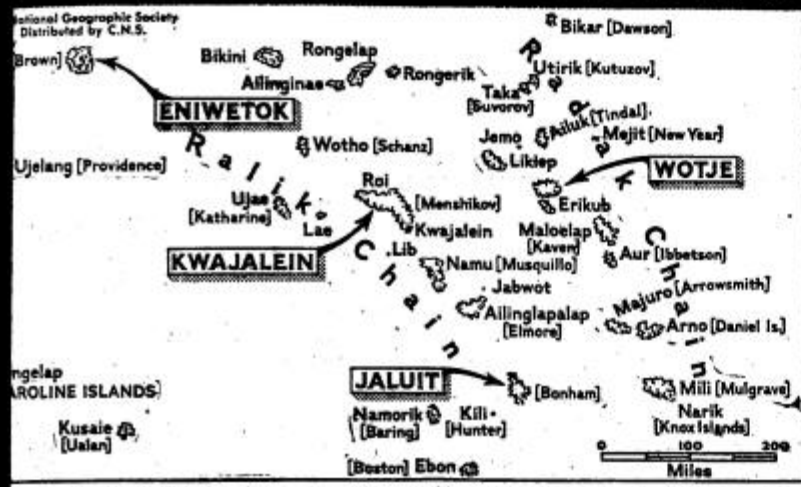 National Geographic Society
Distributed by C.N.S.
Bikar [Dawson]
[Brown]
Bikini
Rongelap
Ailinginae
Rongerik
Utirik [Kutuzov]
Taka
[Suvorov]
ENIWETOK
Ralik Chain
Radak Chain
Wotho [Schanz]
Jemo
Ailuk [Tindal]
Mejit [New Year]
Likiep
Ujelang [Providence]
WOTJE
Ujae
[Katharine]
Lae
Roi
[Menshikov]
Kwajalein
Erikub
KWAJALEIN
Lib
Maloelap
[Kaven]
Aur [Ibbetson]
Namu [Musquillo]
Jabwot
Ailinglapalap
[Elmore]
Majuro [Arrowsmith]
Arno [Daniel Is.]
ngelap
AROLINE ISLANDS)
JALUIT
[Bonham]
Mili [Mulgrave]
Narik
[Knox Islands]
Kusaie
[Ualan]
Namorik
[Baring]
Kili
[Hunter]
[Boston] Ebon
0 100 200
Miles